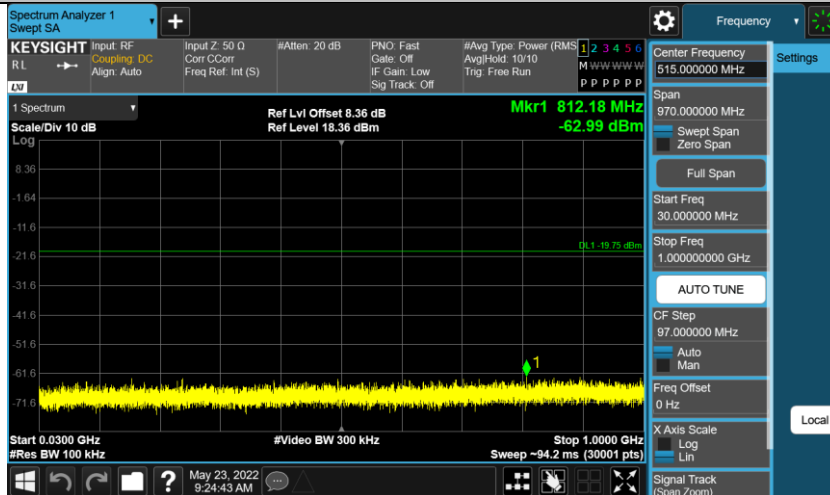 Spectrum Analyzer 1
Swept SA
+
Frequency
KEYSIGHT
RL
LXI
Input: RF
Coupling: DC
Align: Auto
Input Z: 50 Ω
Corr CCorr
Freq Ref: Int (S)
#Atten: 20 dB
PNO: Fast
Gate: Off
IF Gain: Low
Sig Track: Off
#Avg Type: Power (RMS
Avg|Hold: 10/10
Trig: Free Run
1 2 3 4 5 6
M W W W W W
P P P P P P
1 Spectrum
Scale/Div 10 dB
Ref Lvl Offset 8.36 dB
Ref Level 18.36 dBm
Mkr1 812.18 MHz
-62.99 dBm
Log
8.36
-1.64
-11.6
-21.6
-31.6
-41.6
-51.6
-61.6
-71.6
DL1 -19.75 dBm
1
Start 0.0300 GHz
#Res BW 100 kHz
#Video BW 300 kHz
Stop 1.0000 GHz
Sweep ~94.2 ms (30001 pts)
?
May 23, 2022
9:24:43 AM
Center Frequency
515.000000 MHz
Span
970.000000 MHz
Swept Span
Zero Span
Full Span
Start Freq
30.000000 MHz
Stop Freq
1.000000000 GHz
AUTO TUNE
CF Step
97.000000 MHz
Auto
Man
Freq Offset
0 Hz
X Axis Scale
Log
Lin
Signal Track
(Span Zoom)
Settings
Local